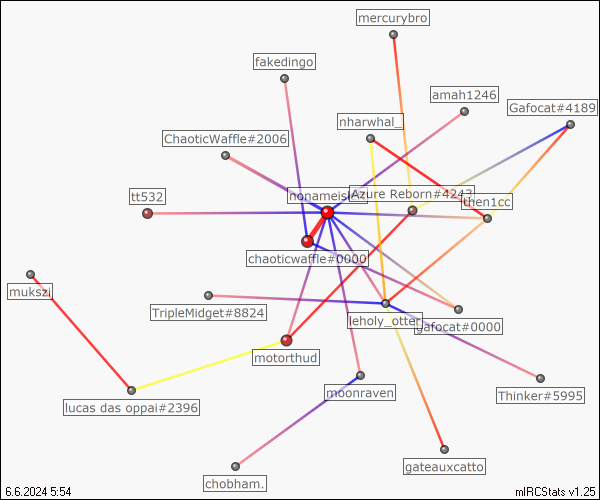 mercurybro
fakedingo
amah1246
Gafocat#4189
nharwhal_
ChaoticWaffle#2006
tt532
Azure Reborn#4243
then1cc
chaoticwaffle#0000
mukszi
TripleMidget#8824
leholy_otter
gafocat#0000
motorthud
moonraven
Thinker#5995
lucas das oppai#2396
gateauxcatto
chobham.
6.6.2024 5:54
mIRCStats v1.25